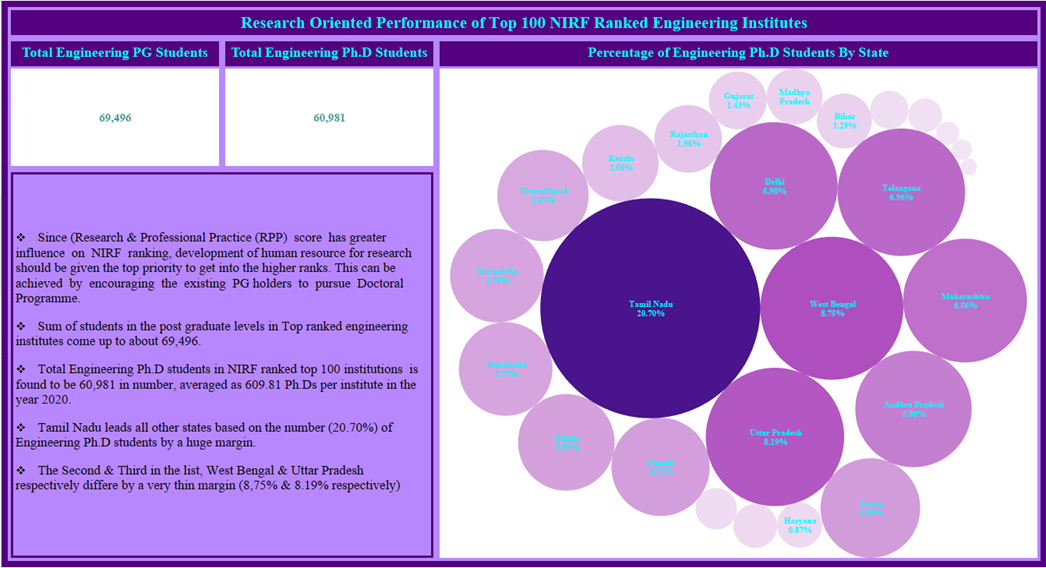 Research Oriented Performance of Top 100 NIRF Ranked Engineering Institutes
Total Engineering PG Students
Total Engineering Ph.D Students
Percentage of Engineering Ph.D Students By State
69,496
60,981
❖ Since (Research & Professional Practice (RPP) score has greater
influence on NIRF ranking, development of human resource for research
should be given the top priority to get into the higher ranks. This can be
achieved by encouraging the existing PG holders to pursue Doctoral
Programme.
❖ Sum of students in the post graduate levels in Top ranked engineering
institutes come up to about 69,496.
❖ Total Engineering Ph.D students in NIRF ranked top 100 institutions is
found to be 60,981 in number, averaged as 609.81 Ph.Ds per institute in the
year 2020.
❖ Tamil Nadu leads all other states based on the number (20.70%) of
Engineering Ph.D students by a huge margin.
❖ The Second & Third in the list, West Bengal & Uttar Pradesh
respectively differe by a very thin margin (8,75% & 8.19% respectively)
Gujarat
1.43%
Madhya
Pradesh
Bihar
1.29%
Rajasthan
1.96%
Kerala
2.50%
Uttarakhand
Delhi
6.98%
Telangana
6.96%
Karnataka
Tamil Nadu
20.70%
West Bengal
8.75%
Maharashtra
6.56%
Jharkhand
Andhra Pradesh
Odisha
Punjab
Uttar Pradesh
8.19%
Assam
Haryana
0.87%